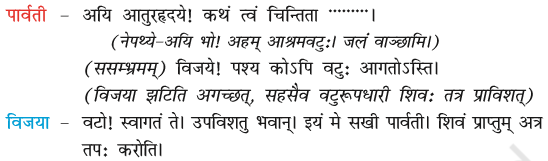 पार्वती – अयि आतुरहृदये! कथं त्वं चिन्तिता ·········।
(नेपथ्ये-अयि भो! अहम् आश्रमवटुः। जलं वाञ्छामि।)
(ससम्भ्रमम्) विजये! पश्य कोऽपि वटुः आगतोऽस्ति।
(विजया झटिति अगच्छत्, सहसैव वटुरूपधारी शिवः तत्र प्राविशत्)
विजया – वटो! स्वागतं ते। उपविशतु भवान्। इयं मे सखी पार्वती। शिवं प्राप्तुम् अत्र
तपः करोति।